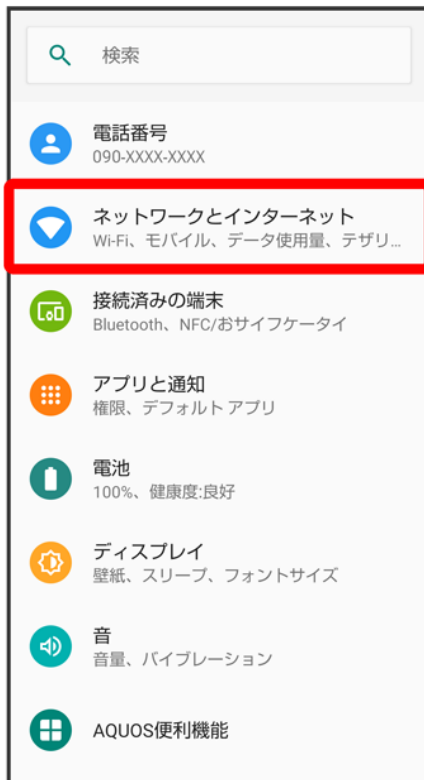 検索
電話番号
090-XXXX-XXXX
ネットワークとインターネット
Wi-Fi、モバイル、データ使用量、テザリ...
接続済みの端末
Bluetooth、NFC/おサイフケータイ
アプリと通知
権限、デフォルト アプリ
電池
100%、健康度:良好
ディスプレイ
壁紙、スリープ、フォントサイズ
音
音量、バイブレーション
AQUOS便利機能